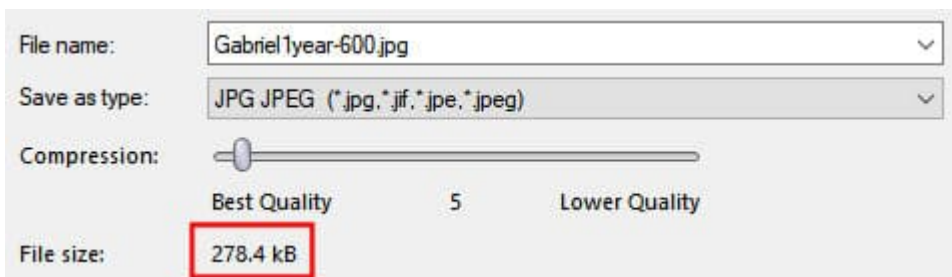 File name: Gabriel1year-600.jpg
Save as type: JPG JPEG (*.jpg,*.jif,*.jpe,*.jpeg)
Compression:
Best Quality 5 Lower Quality
File size: 278.4 kB